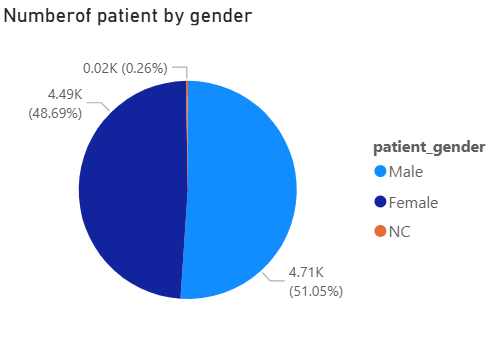 Numberof patient by gender
0.02K (0.26%)
4.49K
(48.69%)
patient_gender
Male
Female
NC
4.71K
(51.05%)